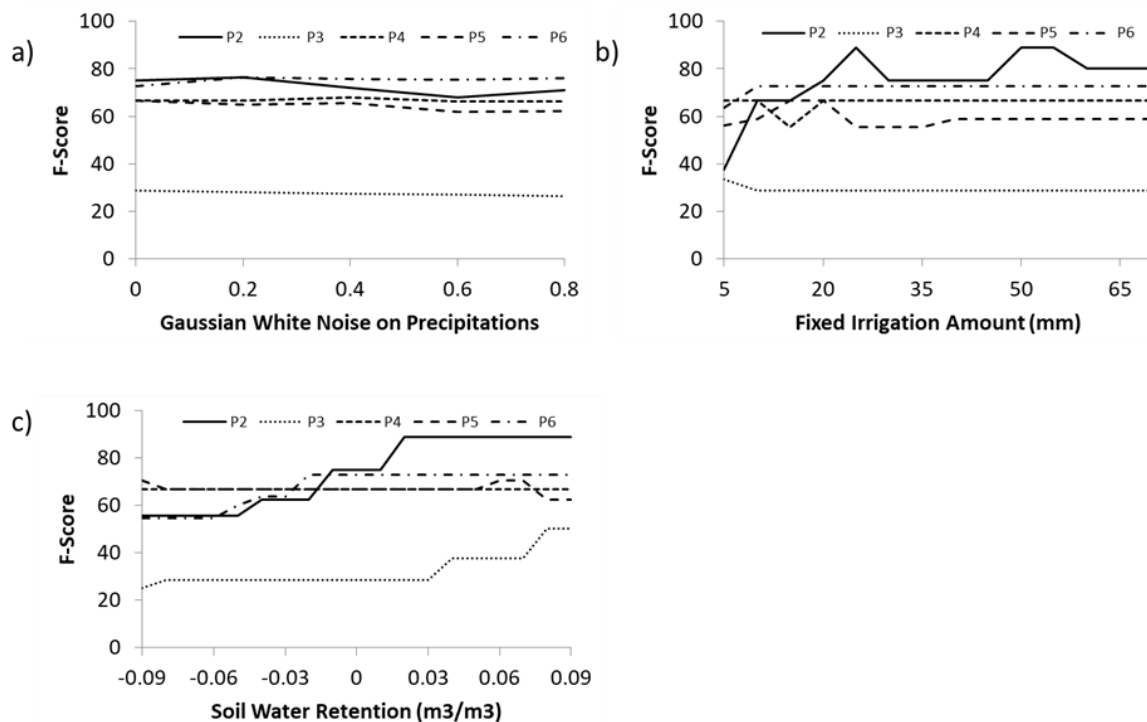 a)
100
80
60
40
20
0
F-Score
P2 P3 P4 P5 P6
0 0.2 0.4 0.6 0.8
Gaussian White Noise on Precipitations
b)
100
80
60
40
20
0
F-Score
P2 P3 P4 P5 P6
5 20 35 50 65
Fixed Irrigation Amount (mm)
c)
100
80
60
40
20
0
F-Score
P2 P3 P4 P5 P6
-0.09 -0.06 -0.03 0 0.03 0.06 0.09
Soil Water Retention (m3/m3)